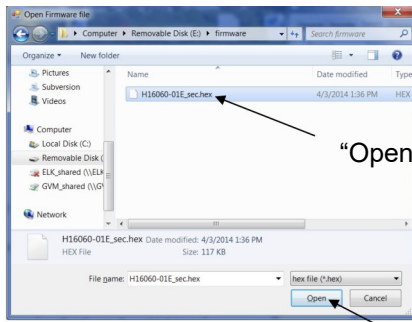 Open Firmware file
Computer ▸ Removable Disk (E:) ▸ firmware
Search firmware
Organize
New folder
Name
Date modified
Type
Pictures
Subversion
Videos
H16060-01E_sec.hex
4/3/2014 1:36 PM
HEX
Computer
Local Disk (C:)
Removable Disk (
ELK_shared (\\ELK
GVM_shared (\\G
Network
"Open
H16060-01E_sec.hex Date modified: 4/3/2014 1:36 PM
HEX File
Size: 117 KB
File name: H16060-01E_sec.hex
hex file (*.hex)
Open
Cancel